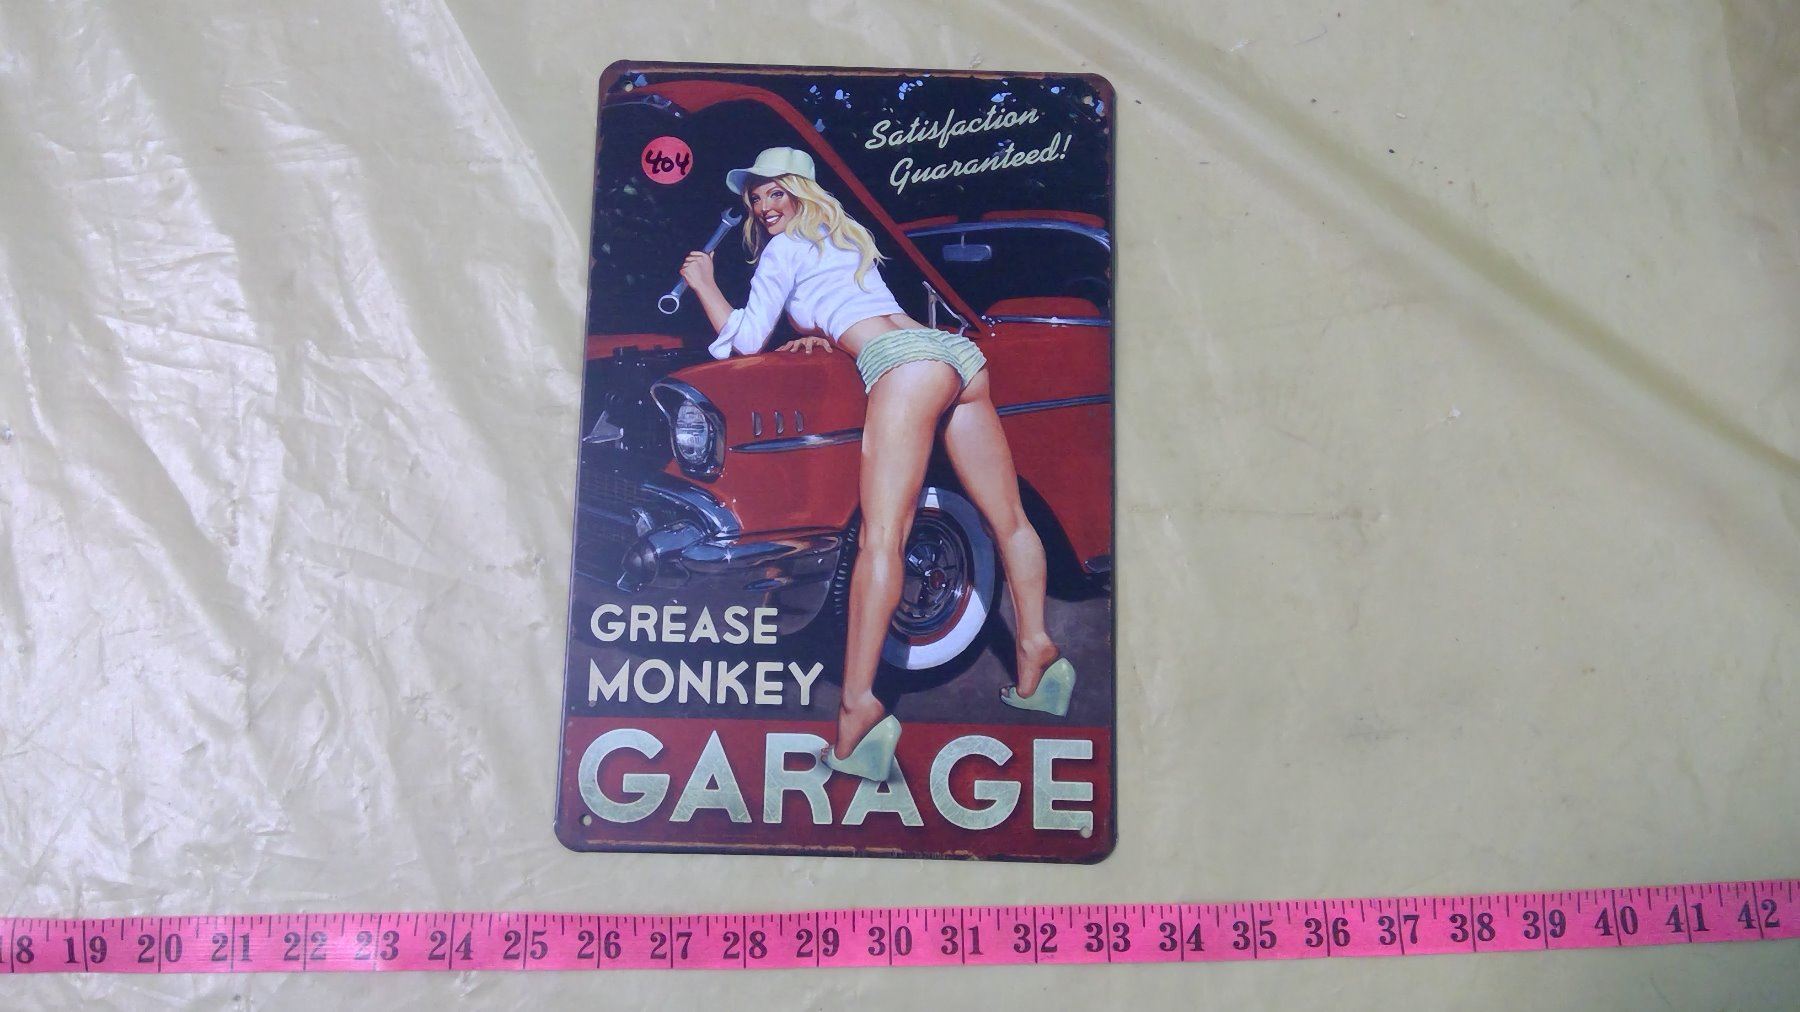 Satisfaction
Guaranteed!
404
GREASE
MONKEY
GARAGE
18 19 20 21 22 23 24 25 26 27 28 29 30 31 32 33 34 35 36 37 38 39 40 41 42